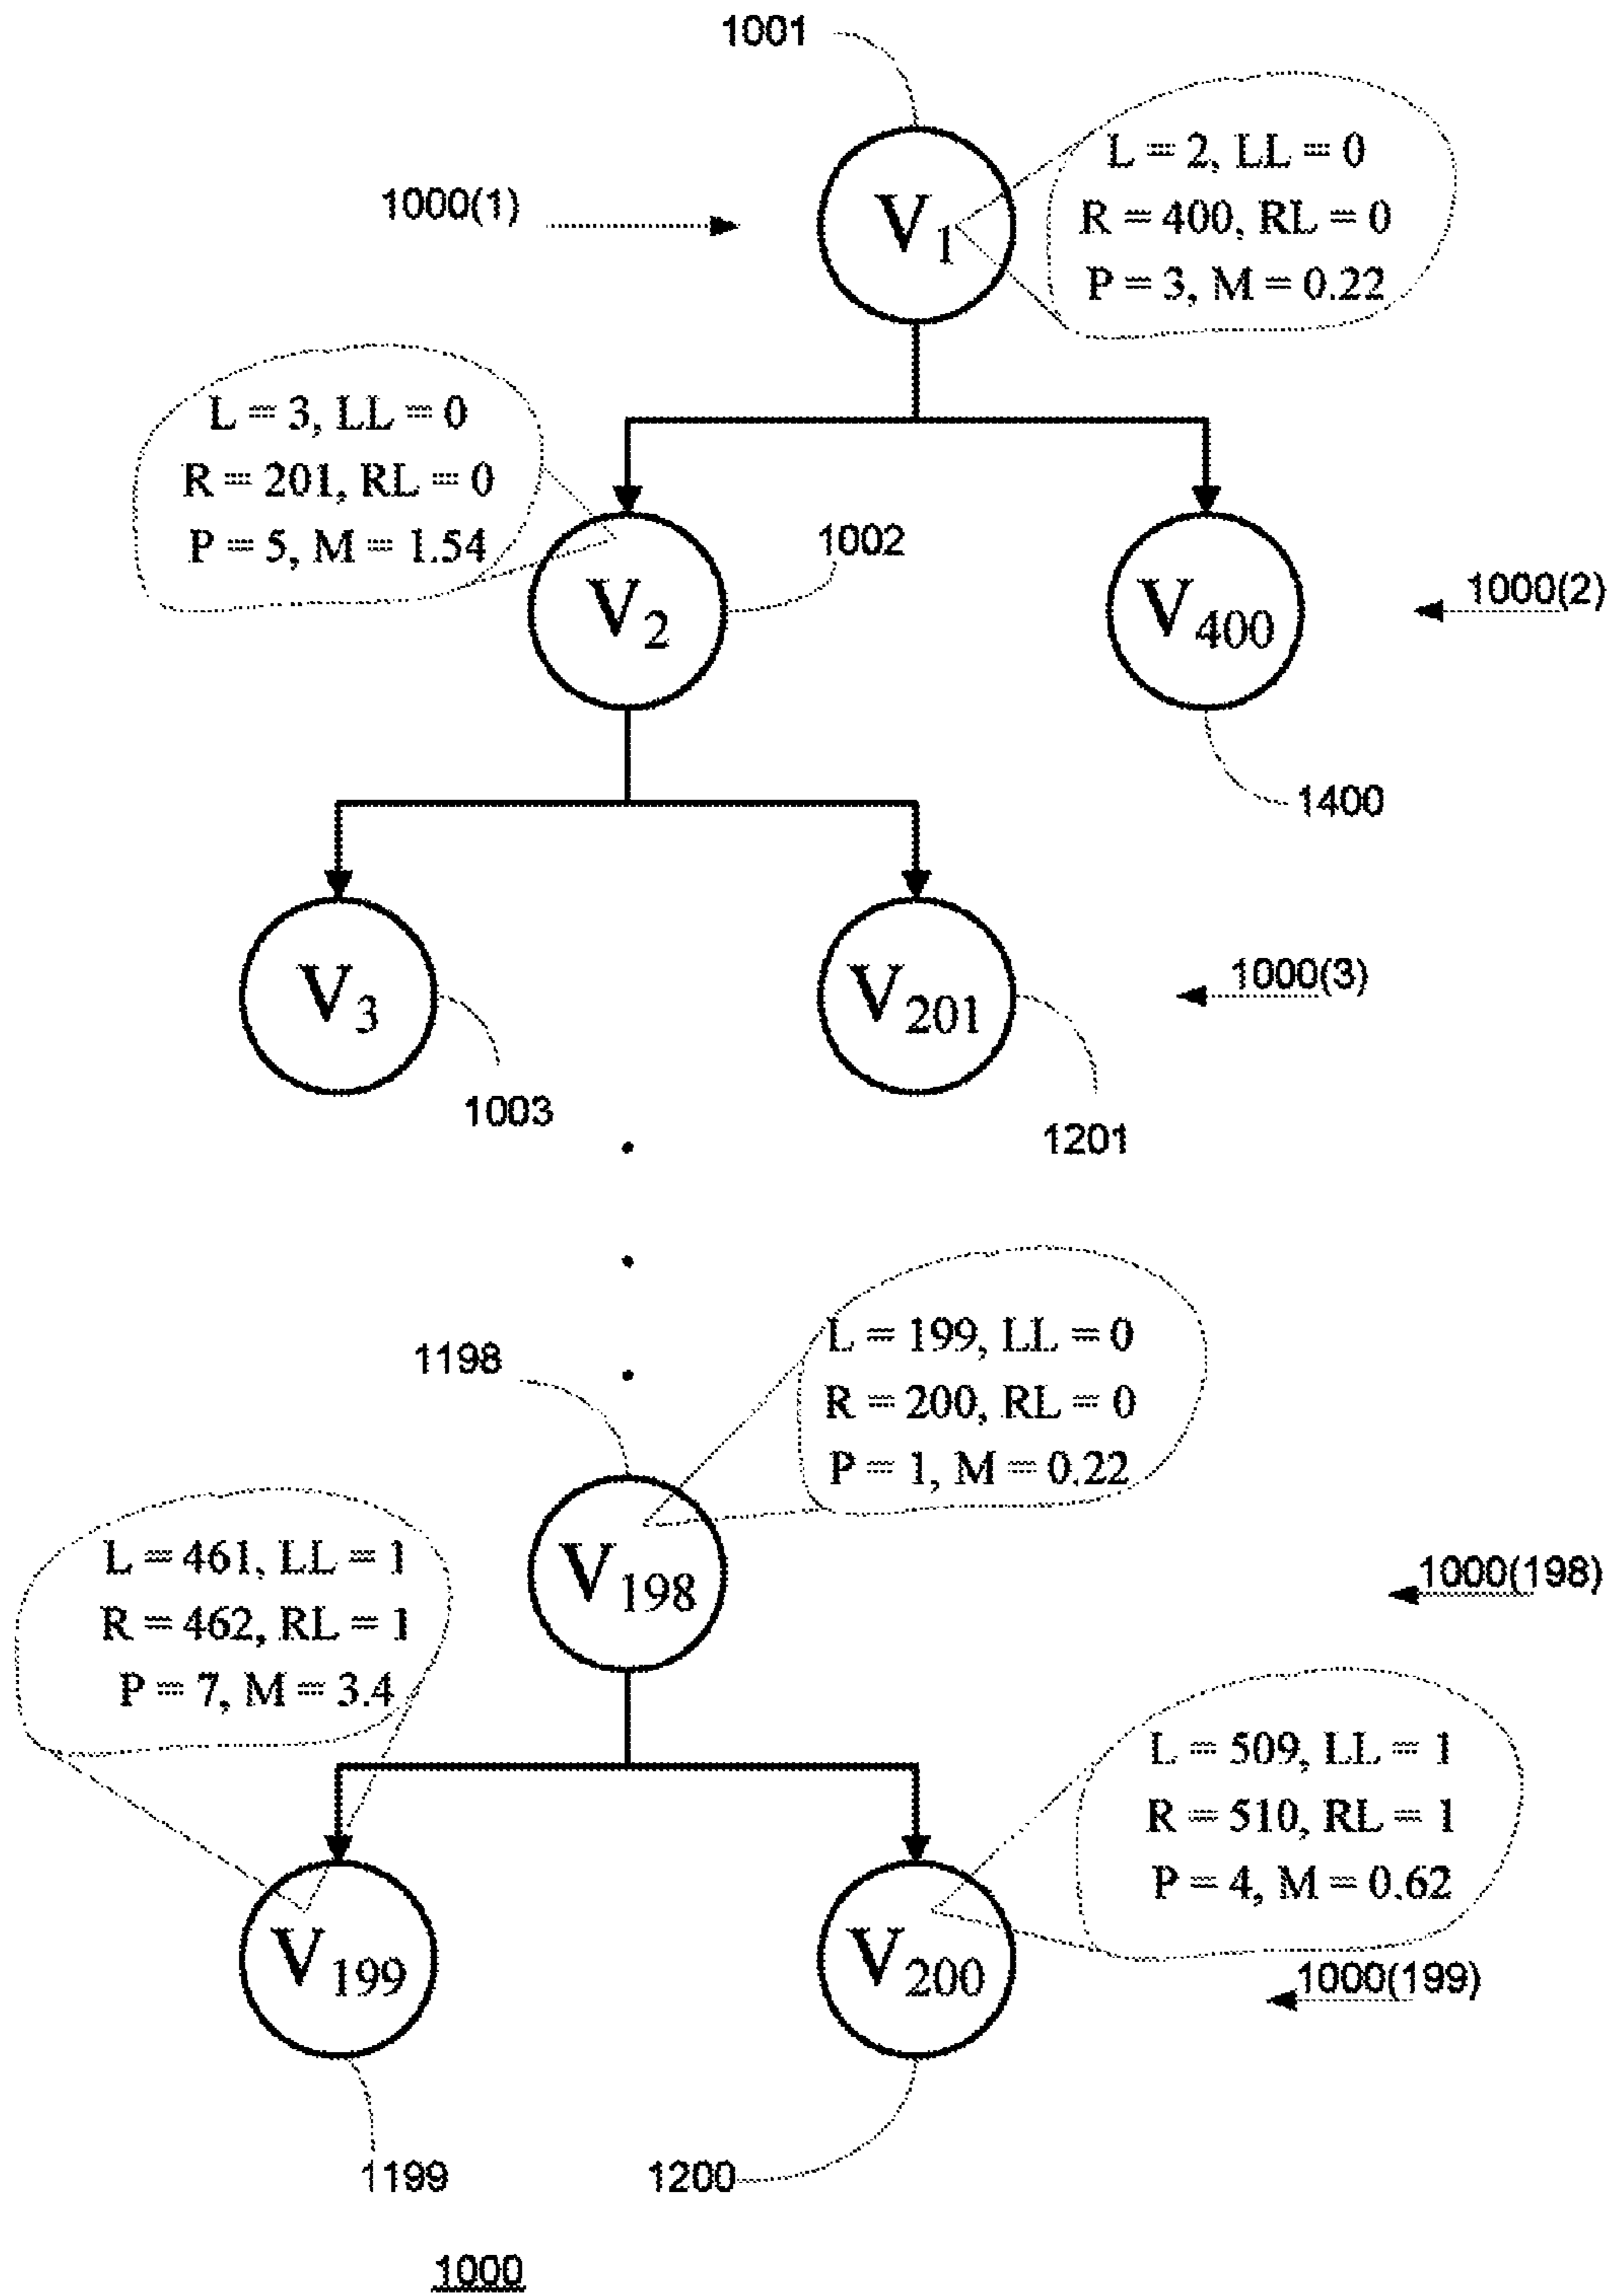 1001
L = 2, LL = 0
1000(1)
V1
R = 400, RL = 0
P = 3, M = 0.22
L = 3, LL = 0
R = 201, RL = 0
P = 5, M = 1.54
1002
V2
V400
1000(2)
1400
V3
V201
1000(3)
1003
1201
L = 199, LL = 0
1198
R = 200, RL = 0
P = 1, M = 0.22
L = 461, LL = 1
R = 462, RL = 1
P = 7, M = 3.4
V198
1000(198)
L = 509, LL = 1
R = 510, RL = 1
P = 4, M = 0.62
V199
V200
1000(199)
1199
1200
1000